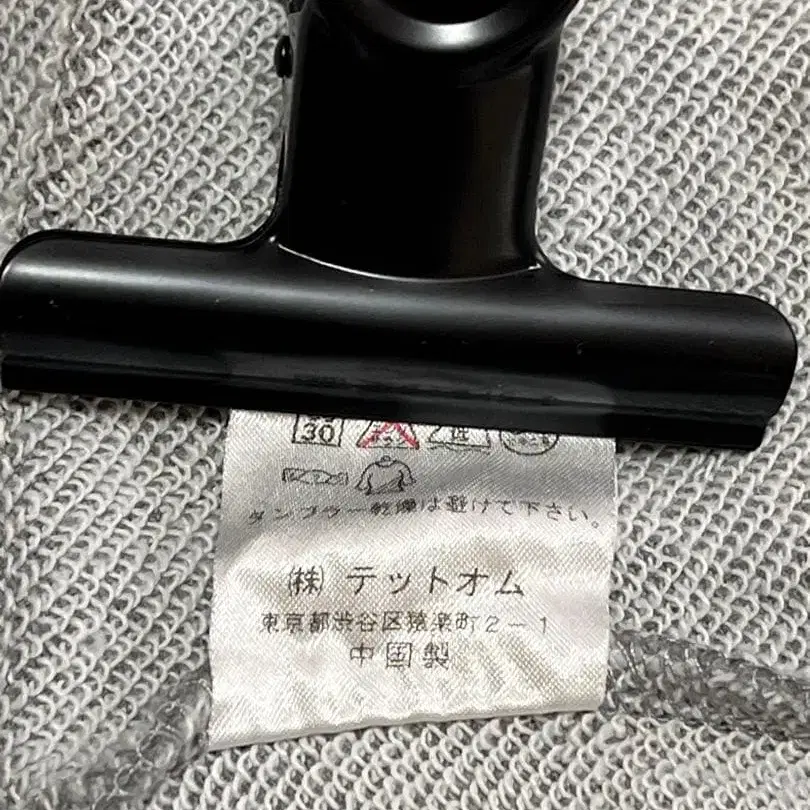 30
タンブラー乾燥は避けて下さい。
㈱ テットオム
東京都渋谷区猿楽町2-1
中国製